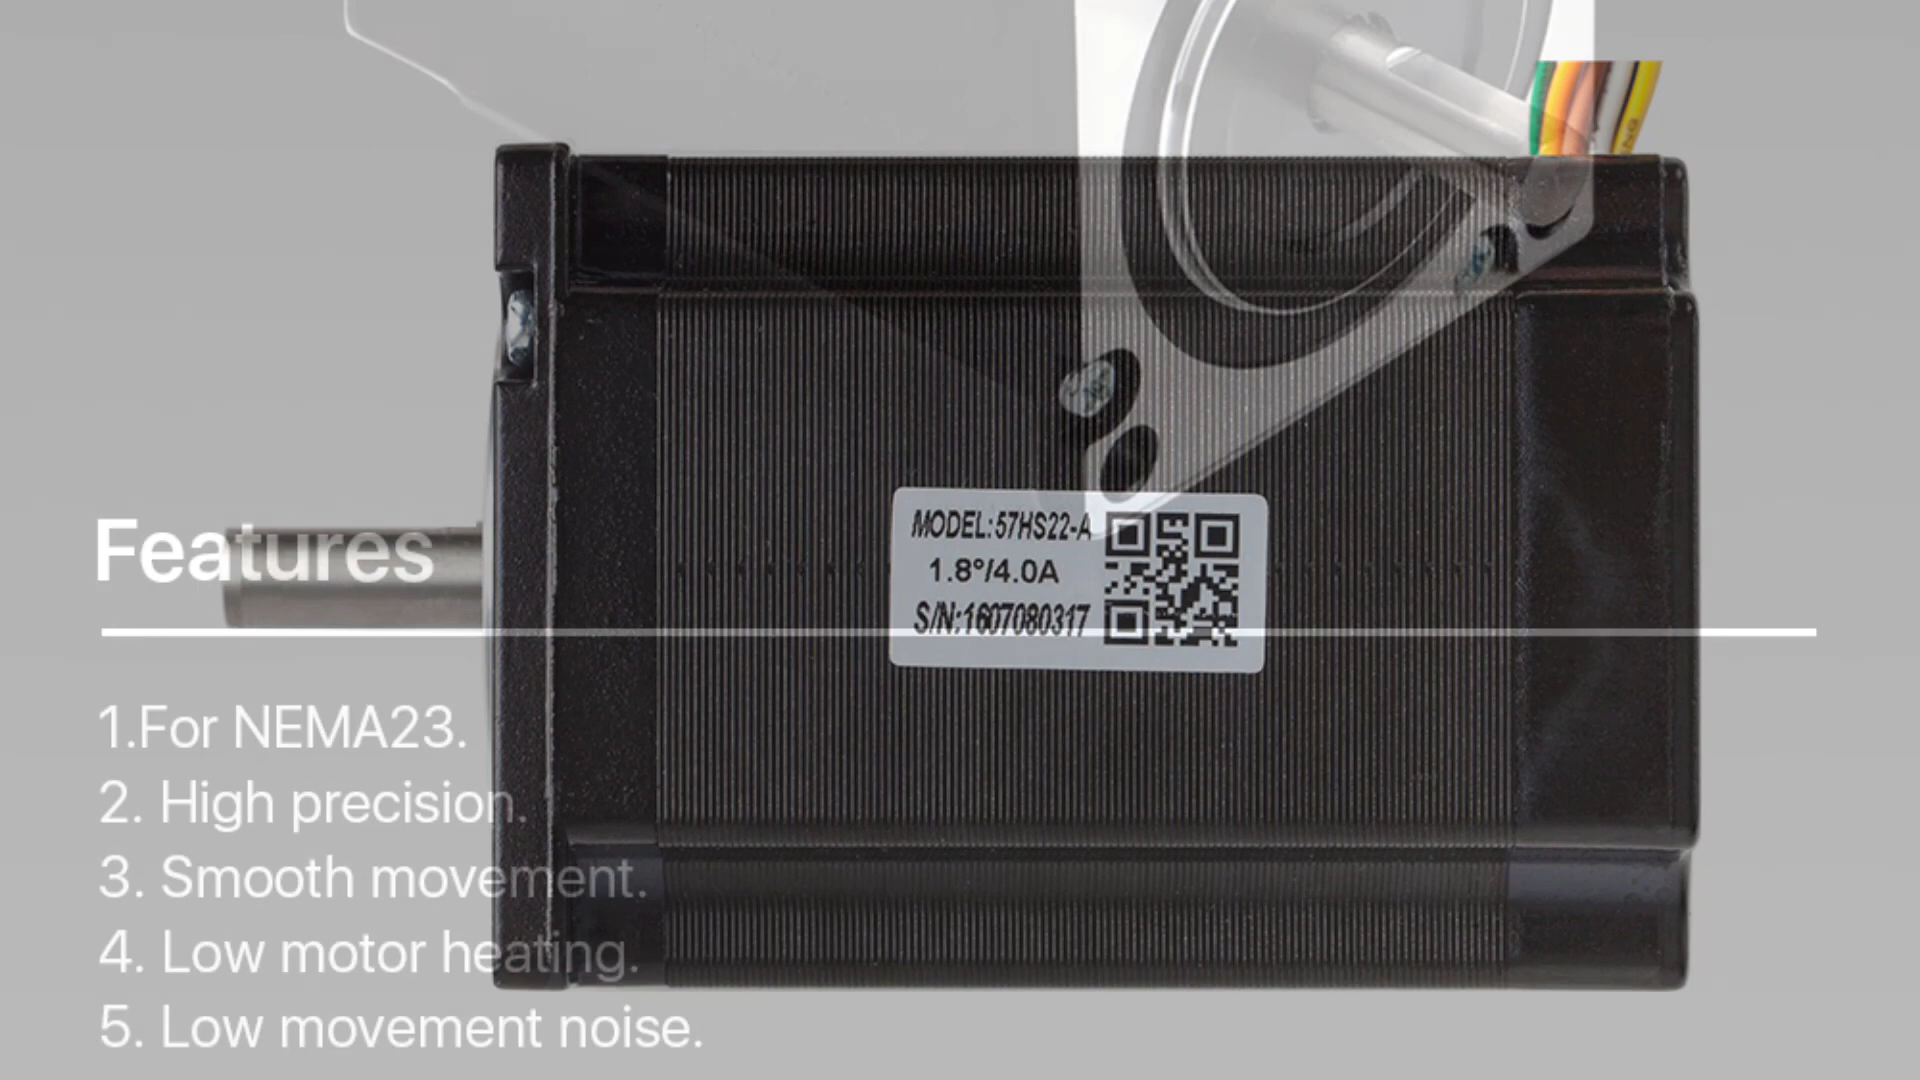 MODEL:57HS22-A
1.8°/4.0A
S/N:1607080317
Features
1.For NEMA23.
2. High precision.
3. Smooth movement.
4. Low motor heating.
5. Low movement noise.